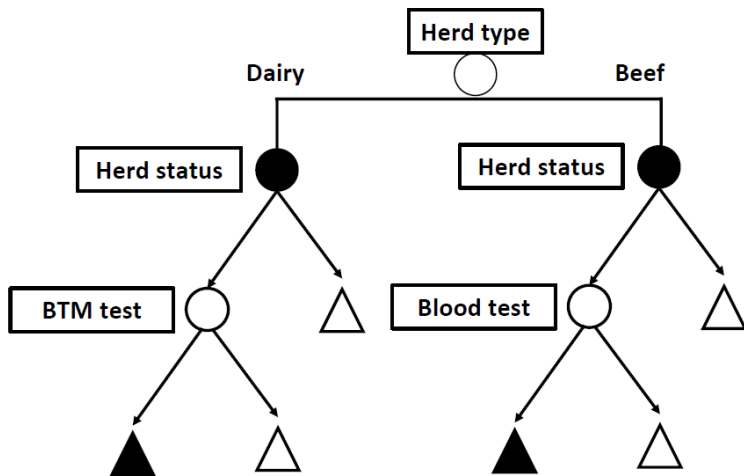 Herd type
Dairy
Beef
Herd status
Herd status
BTM test
Blood test